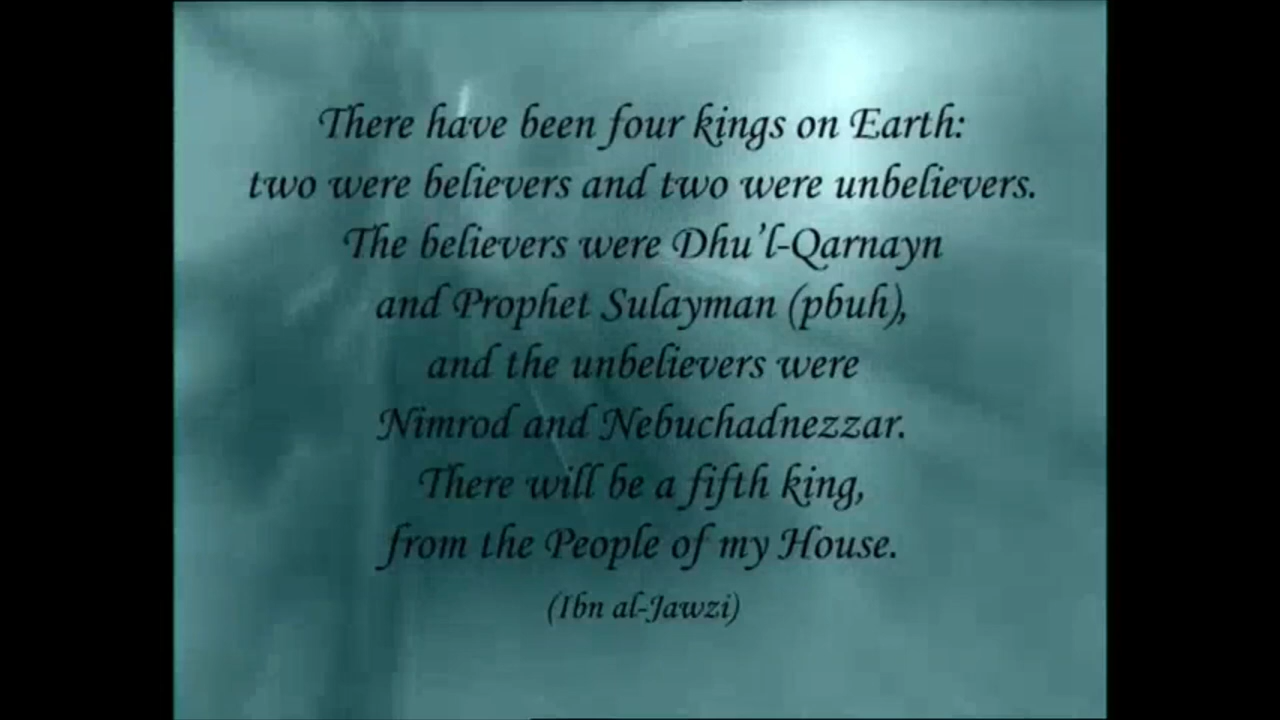 There have been four kings on Earth:
two were believers and two were unbelievers.
The believers were Dhu’l-Qarnayn
and Prophet Sulayman (pbuh),
and the unbelievers were
Nimrod and Nebuchadnezzar.
There will be a fifth king,
from the People of my House.
(Ibn al-Jawzi)